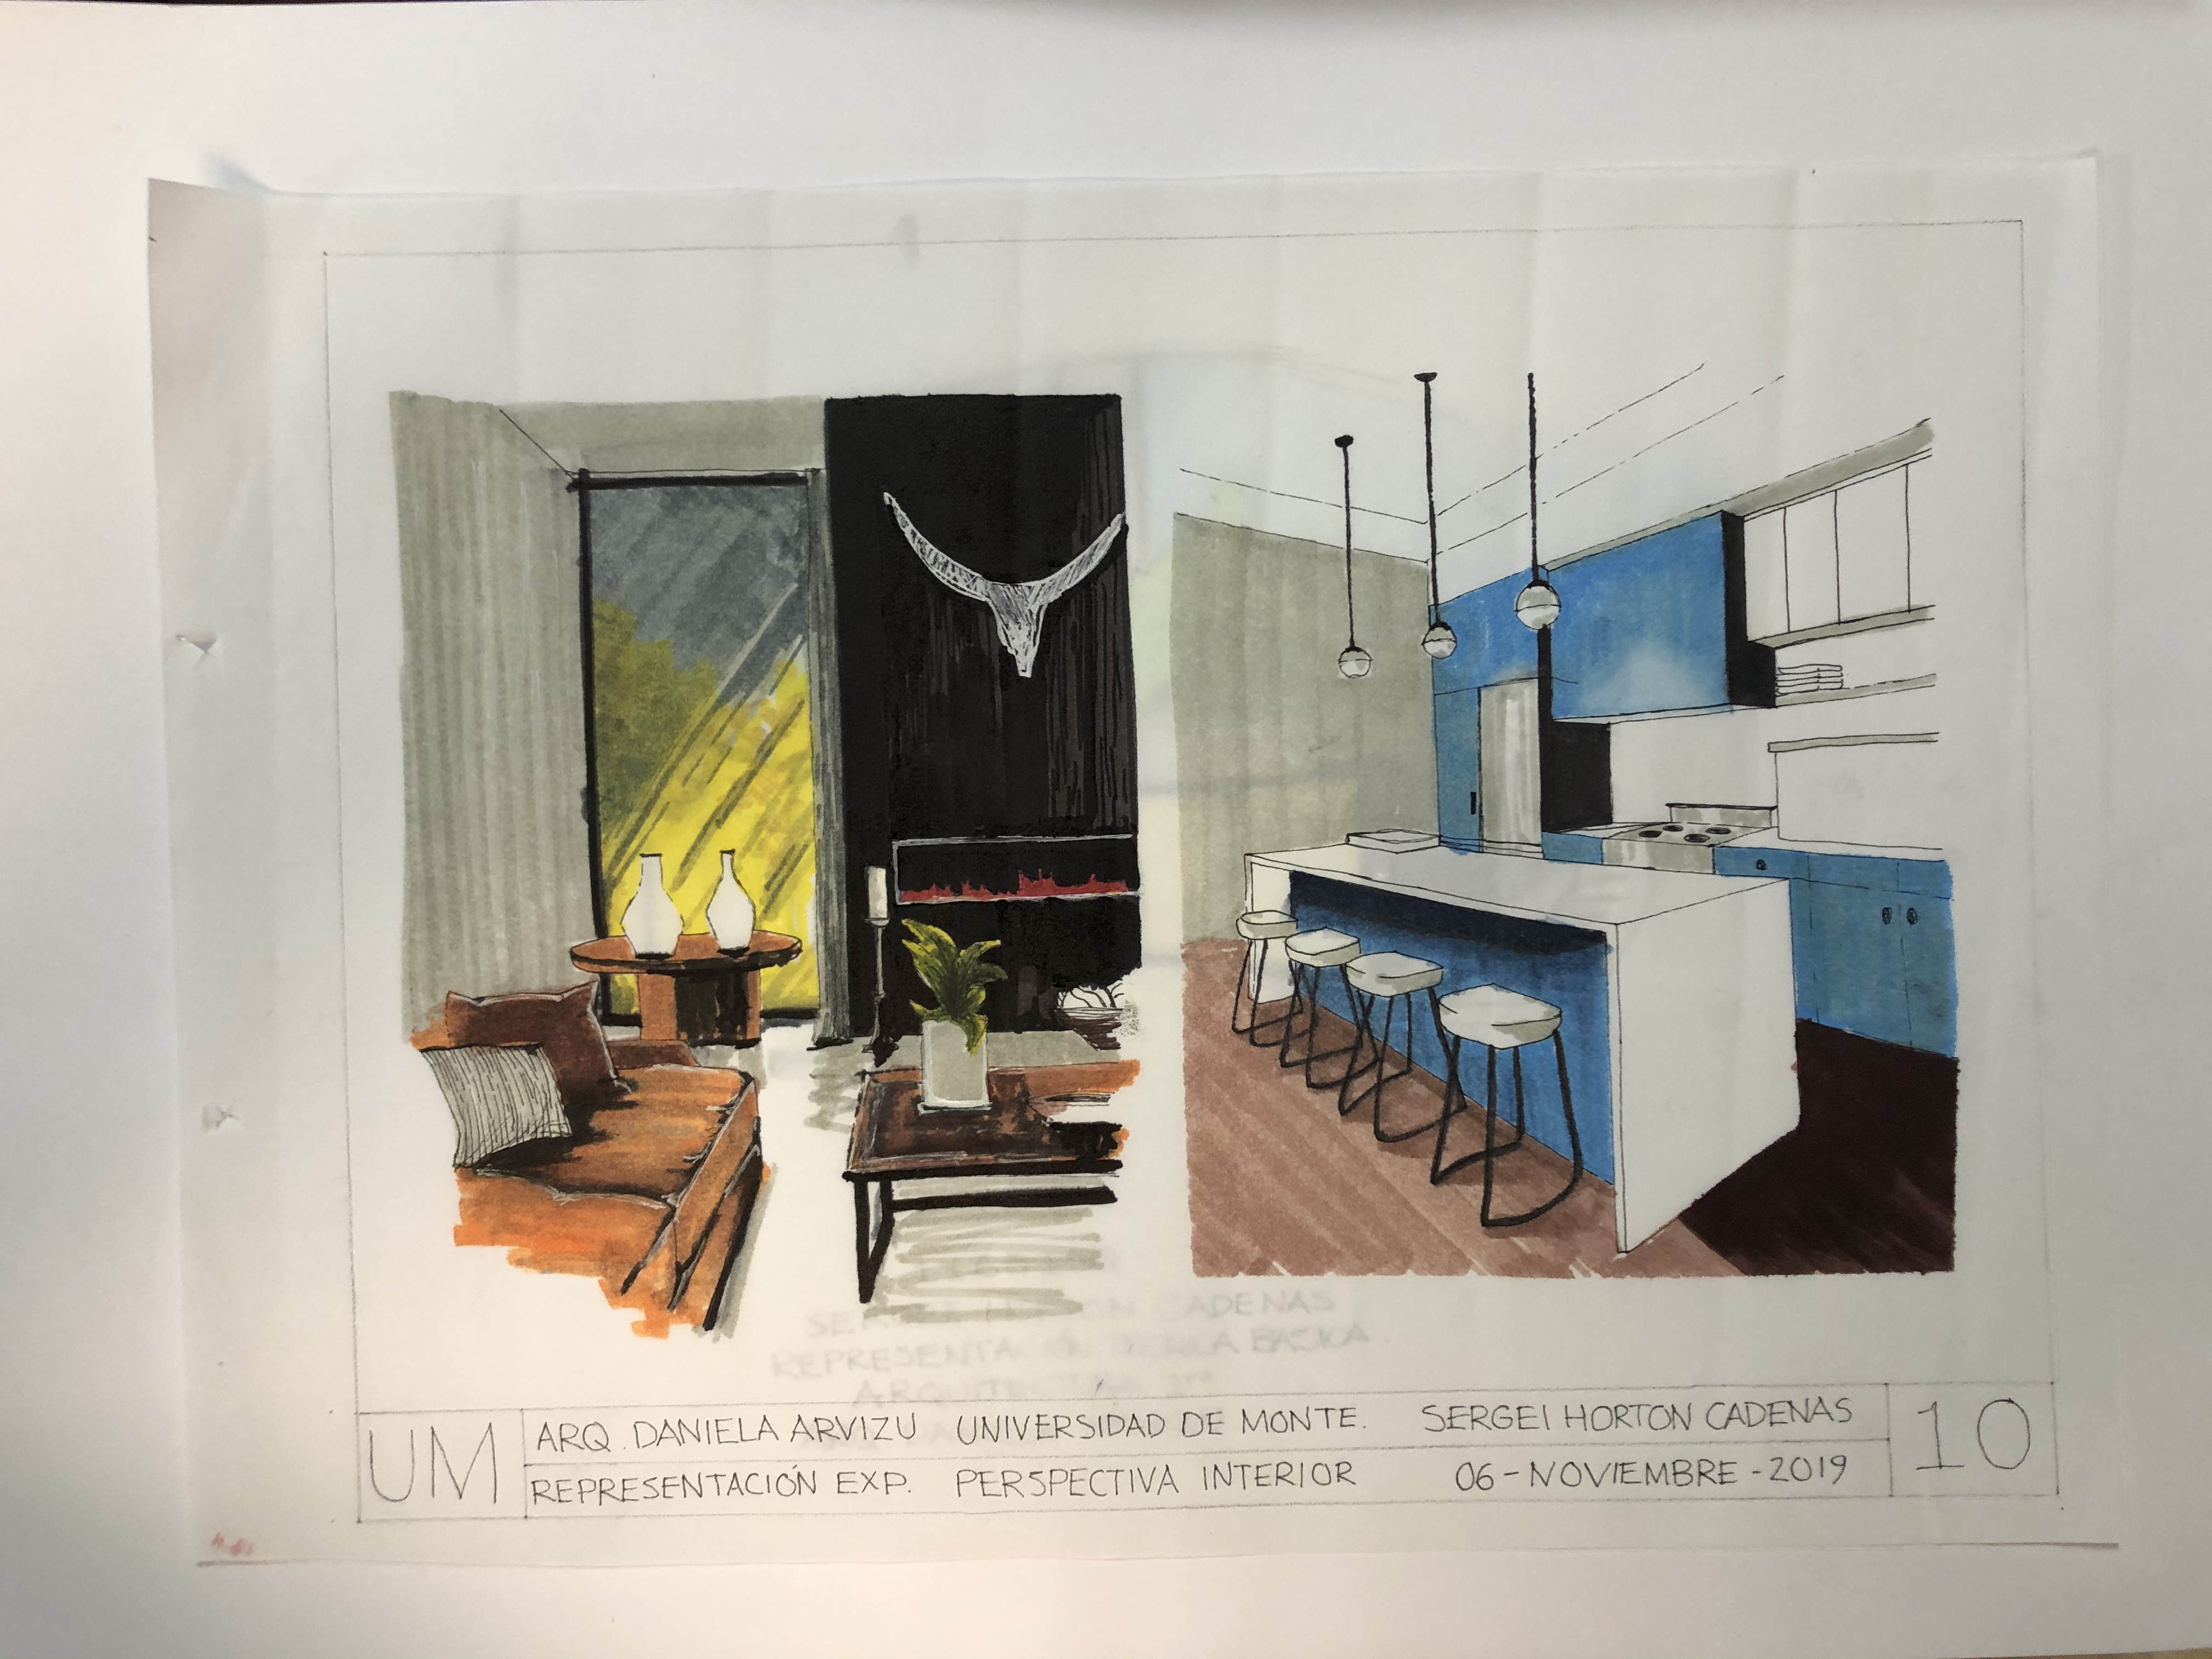 UM
ARQ. DANIELA ARVIZU UNIVERSIDAD DE MONTE. SERGEI HORTON CADENAS
REPRESENTACIÓN EXP. PERSPECTIVA INTERIOR 06-NOVIEMBRE-2019
10